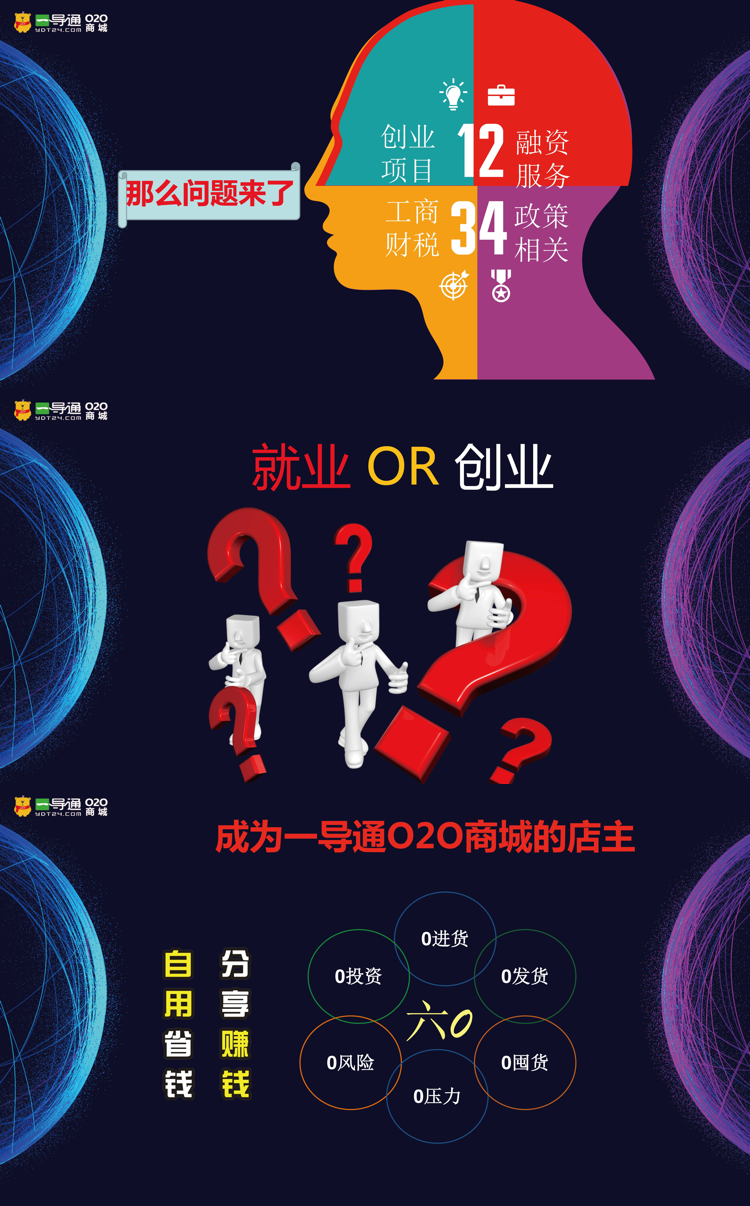 一导通 O2O
YDT24.COM 商城
那么问题来了
创业
项目
12
融资
服务
工商
财税
34
政策
相关
一导通 O2O
YDT24.COM 商城
就业 OR 创业
一导通 O2O
YDT24.COM 商城
成为一导通O2O商城的店主
自用省钱
分享赚钱
0进货
0投资
0发货
六0
0风险
0囤货
0压力